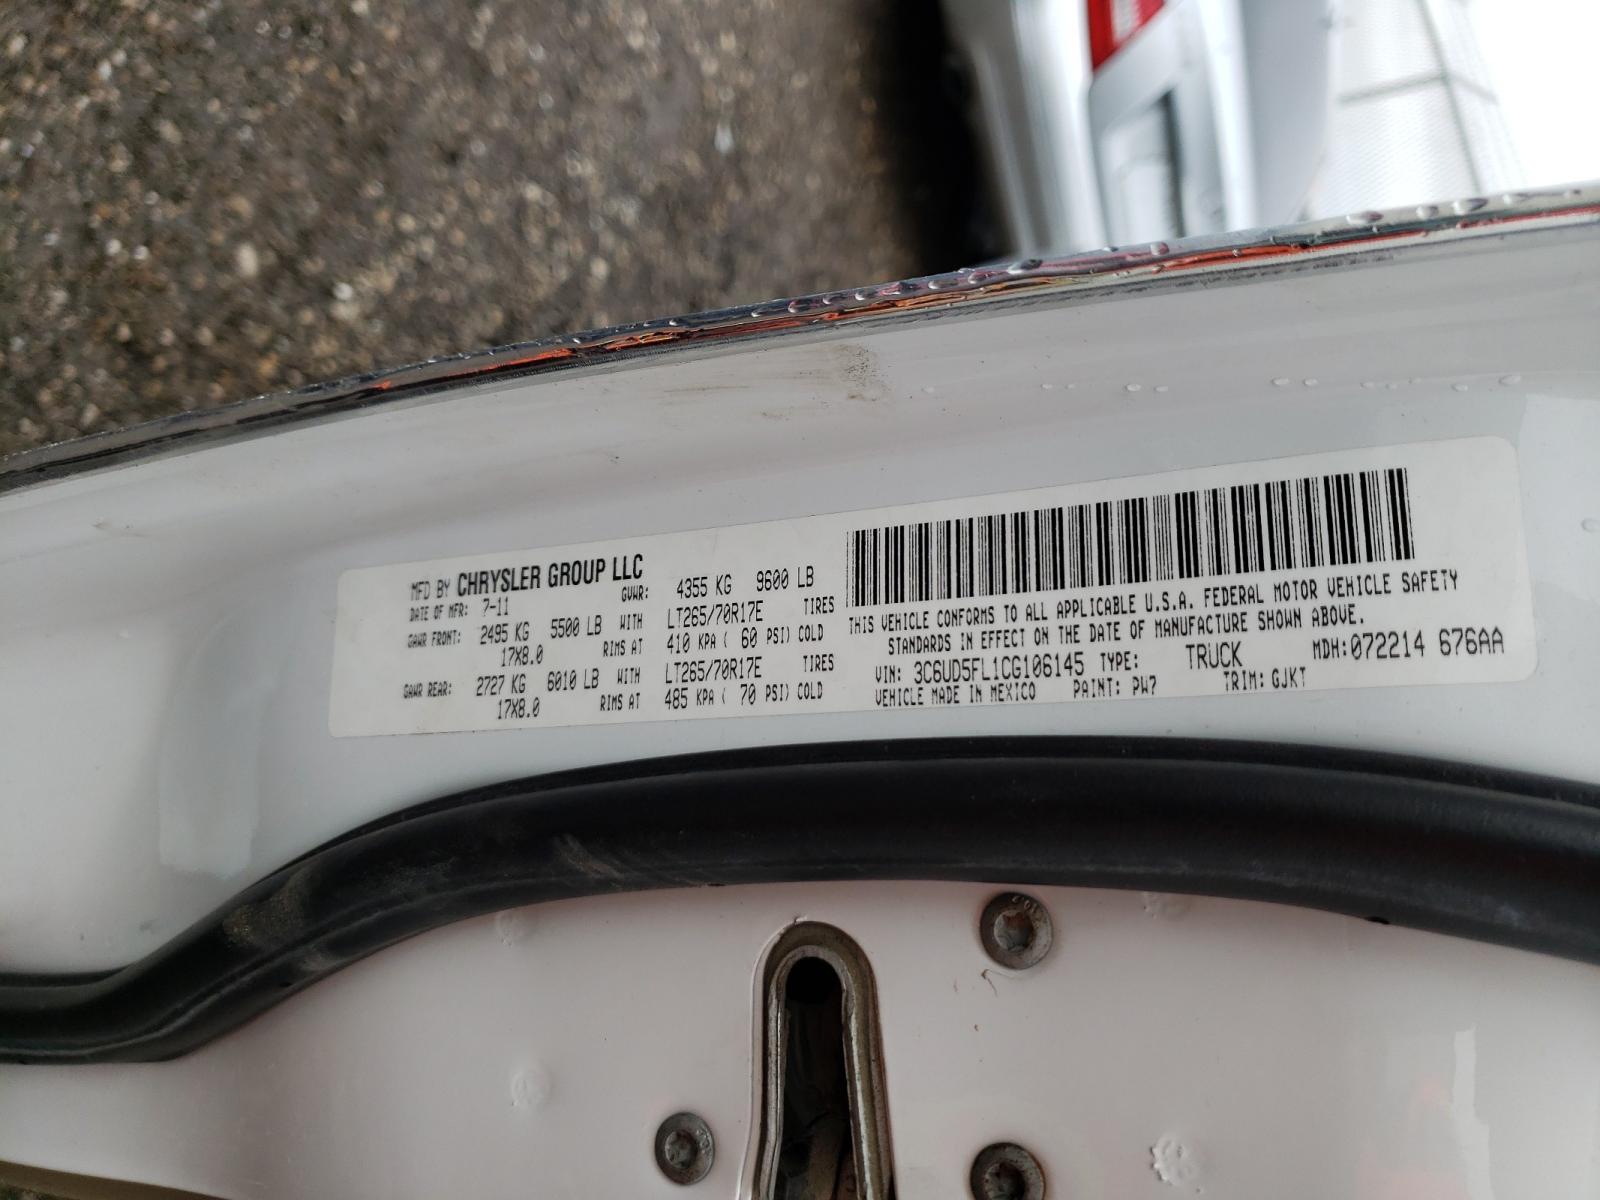 MFD BY CHRYSLER GROUP LLC
DATE OF MFR: 7-11 GVWR: 4355 KG 9600 LB
GAWR FRONT: 2495 KG 5500 LB WITH LT265/70R17E TIRES
17X8.0 RIMS AT 410 KPA ( 60 PSI) COLD
GAWR REAR: 2727 KG 6010 LB WITH LT265/70R17E TIRES
17X8.0 RIMS AT 485 KPA ( 70 PSI) COLD
THIS VEHICLE CONFORMS TO ALL APPLICABLE U.S.A. FEDERAL MOTOR VEHICLE SAFETY
STANDARDS IN EFFECT ON THE DATE OF MANUFACTURE SHOWN ABOVE.
VIN: 3C6UD5FL1CG106145 TYPE: TRUCK MDH:072214 676AA
VEHICLE MADE IN MEXICO PAINT: PW7 TRIM: GJKT